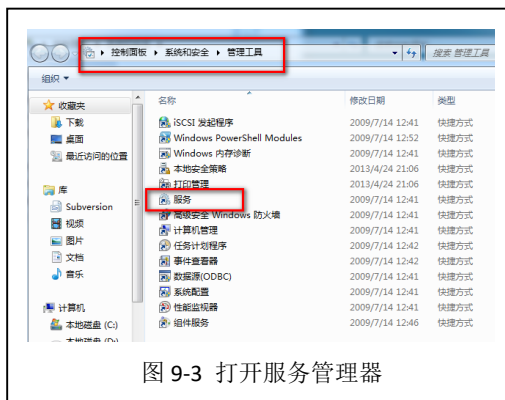 控制面板 系统和安全 管理工具
搜索 管理工具
组织
名称 修改日期 类型
收藏夹
下载
桌面
最近访问的位置
库
Subversion
视频
图片
文档
音乐
计算机
本地磁盘 (C:)
本地磁盘 (D:)
iSCSI 发起程序 2009/7/14 12:41 快捷方式
Windows PowerShell Modules 2009/7/14 12:52 快捷方式
Windows 内存诊断 2009/7/14 12:41 快捷方式
本地安全策略 2013/4/24 21:06 快捷方式
打印管理 2013/4/24 21:06 快捷方式
服务 2009/7/14 12:41 快捷方式
高级安全 Windows 防火墙 2009/7/14 12:41 快捷方式
计算机管理 2009/7/14 12:41 快捷方式
任务计划程序 2009/7/14 12:42 快捷方式
事件查看器 2009/7/14 12:42 快捷方式
数据源(ODBC) 2009/7/14 12:41 快捷方式
系统配置 2009/7/14 12:41 快捷方式
性能监视器 2009/7/14 12:41 快捷方式
组件服务 2009/7/14 12:46 快捷方式
图 9-3 打开服务管理器